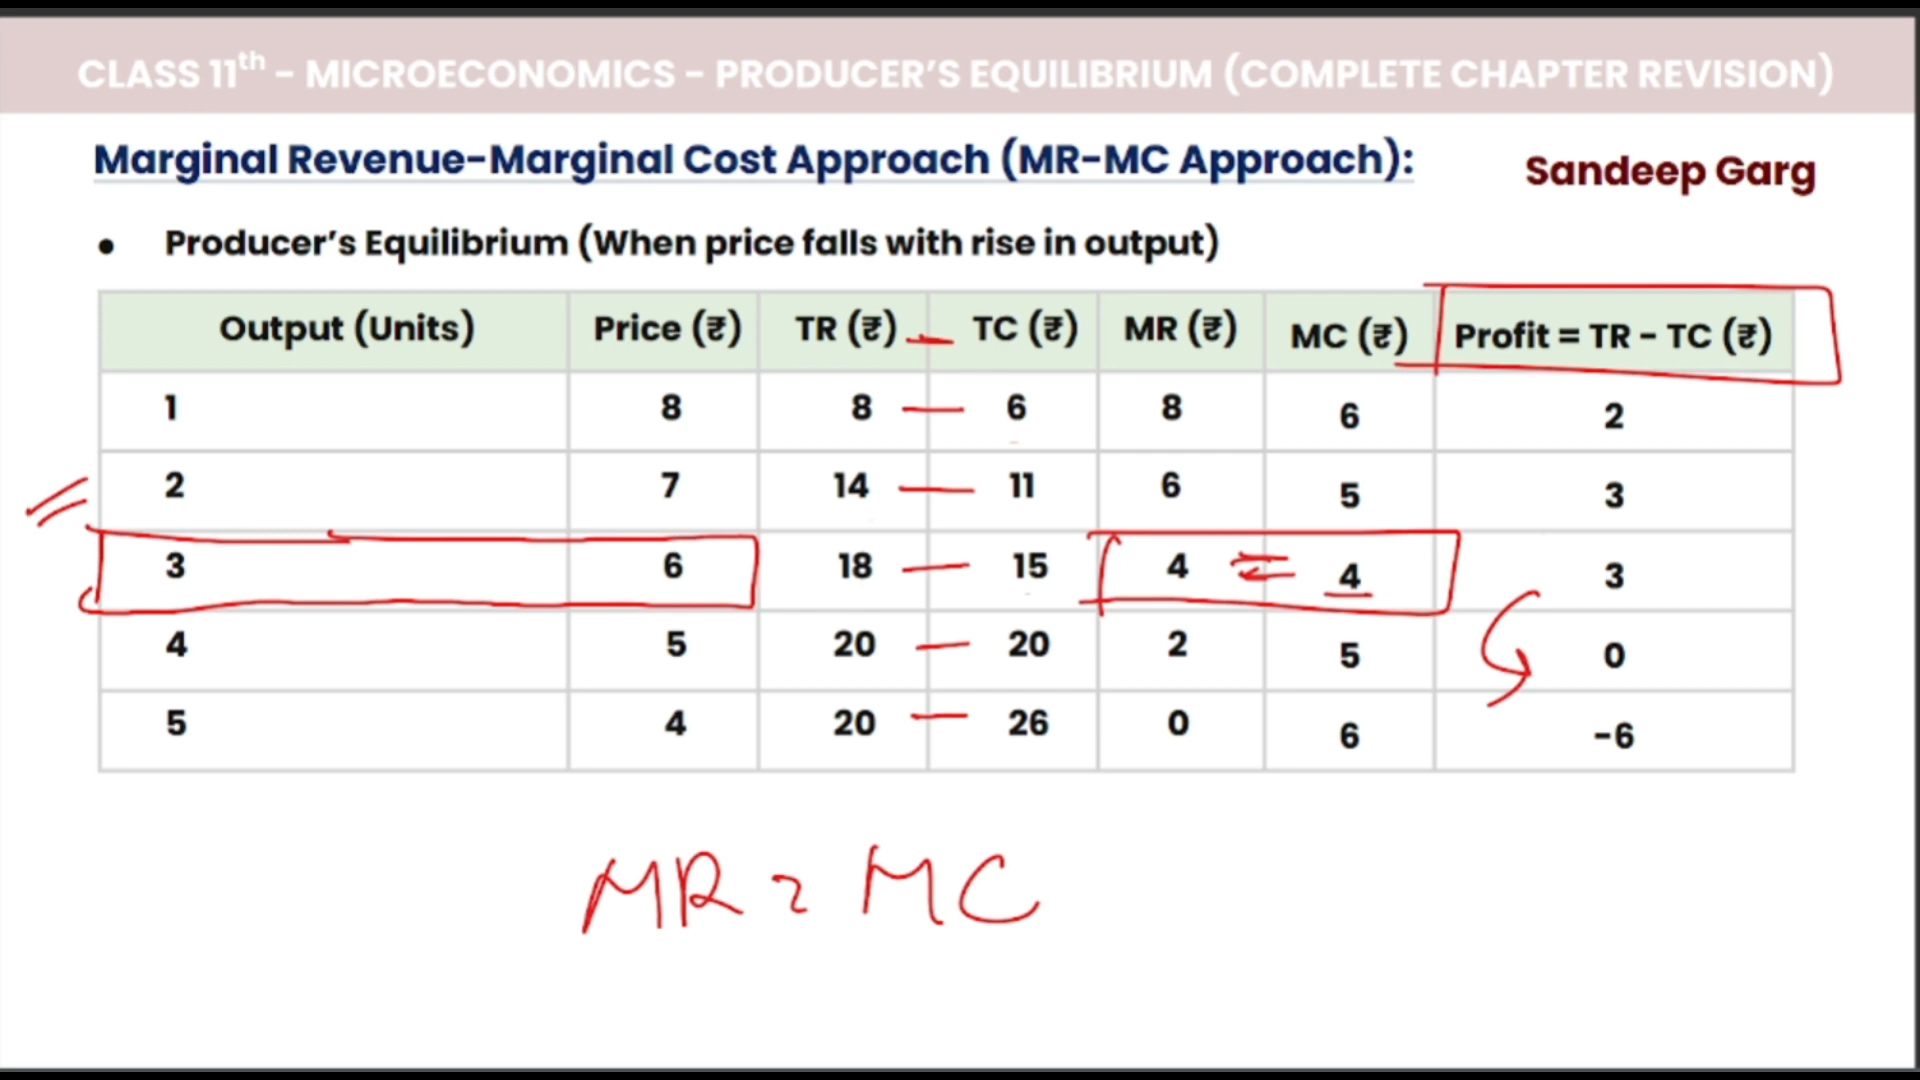 CLASS 11th - MICROECONOMICS - PRODUCER'S EQUILIBRIUM (COMPLETE CHAPTER REVISION)
Marginal Revenue-Marginal Cost Approach (MR-MC Approach):
Sandeep Garg
• Producer's Equilibrium (When price falls with rise in output)
Output (Units) Price (₹) TR (₹) - TC (₹) MR (₹) MC (₹) Profit = TR - TC (₹)
1 8 8 - 6 8 6 2
2 7 14 - 11 6 5 3
3 6 18 - 15 4 = 4 3
4 5 20 - 20 2 5 0
5 4 20 - 26 0 6 -6
MR = MC